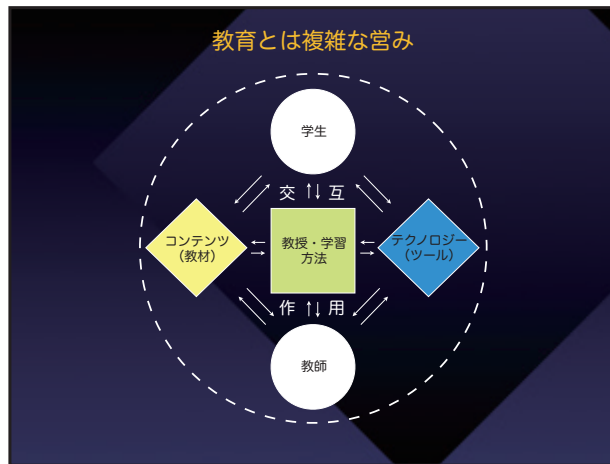 教育とは複雑な営み
学生
交 互
コンテンツ
(教材)
教授・学習
方法
テクノロジー
(ツール)
作 用
教師